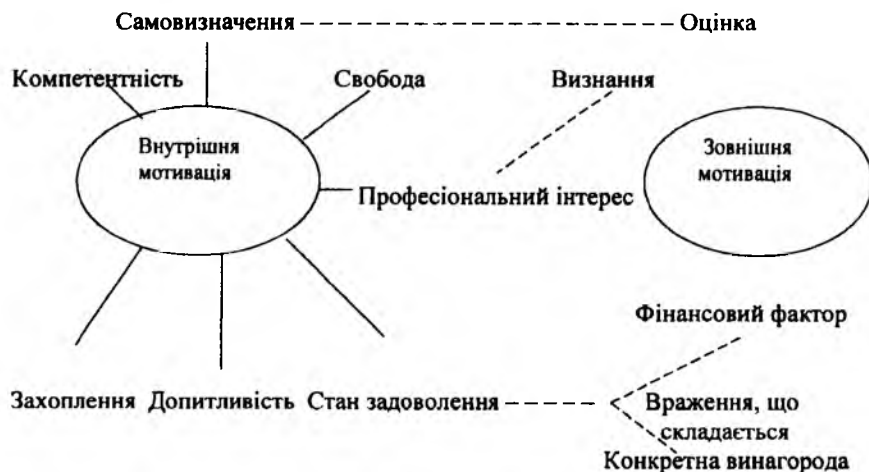 Самовизначення
Оцінка
Компетентність
Свобода
Визнання
Внутрішня
мотивація
Зовнішня
мотивація
Професіональний інтерес
Фінансовий фактор
Захоплення
Допитливість
Стан задоволення
Враження, що
складається
Конкретна винагорода